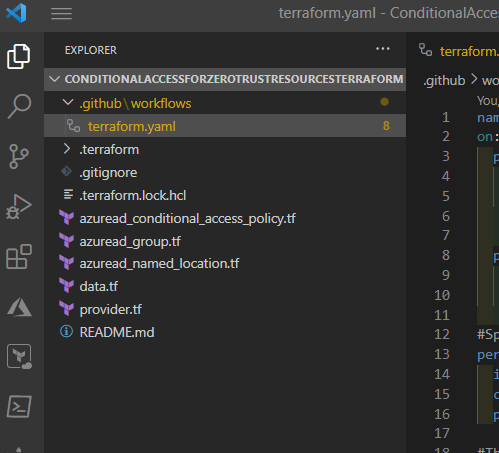 terraform.yaml - ConditionalAcces
EXPLORER
CONDITIONALACCESSFORZEROTRUSTRESOURCESTERRAFORM
.github\workflows
terraform.yaml 8
.terraform
.gitignore
.terraform.lock.hcl
azuread_conditional_access_policy.tf
azuread_group.tf
azuread_named_location.tf
data.tf
provider.tf
README.md
terraform.
.github > wo
You,
1 nam
2 on:
3 p
4
5
6
7
8 p
9
10
11
12 #Sp
13 per
14 i
15 c
16 p
17
18 #Th